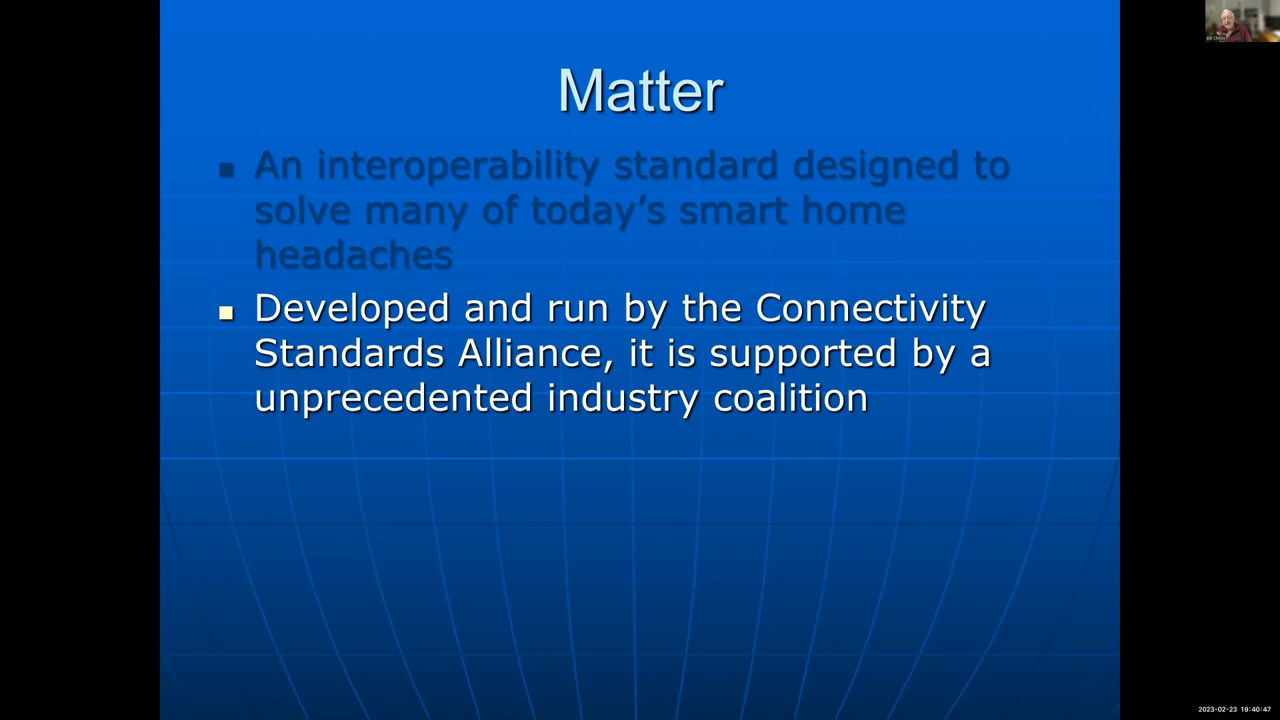 Matter
An interoperability standard designed to
solve many of today's smart home
headaches
Developed and run by the Connectivity
Standards Alliance, it is supported by a
unprecedented industry coalition
2023-02-23 19:40:47